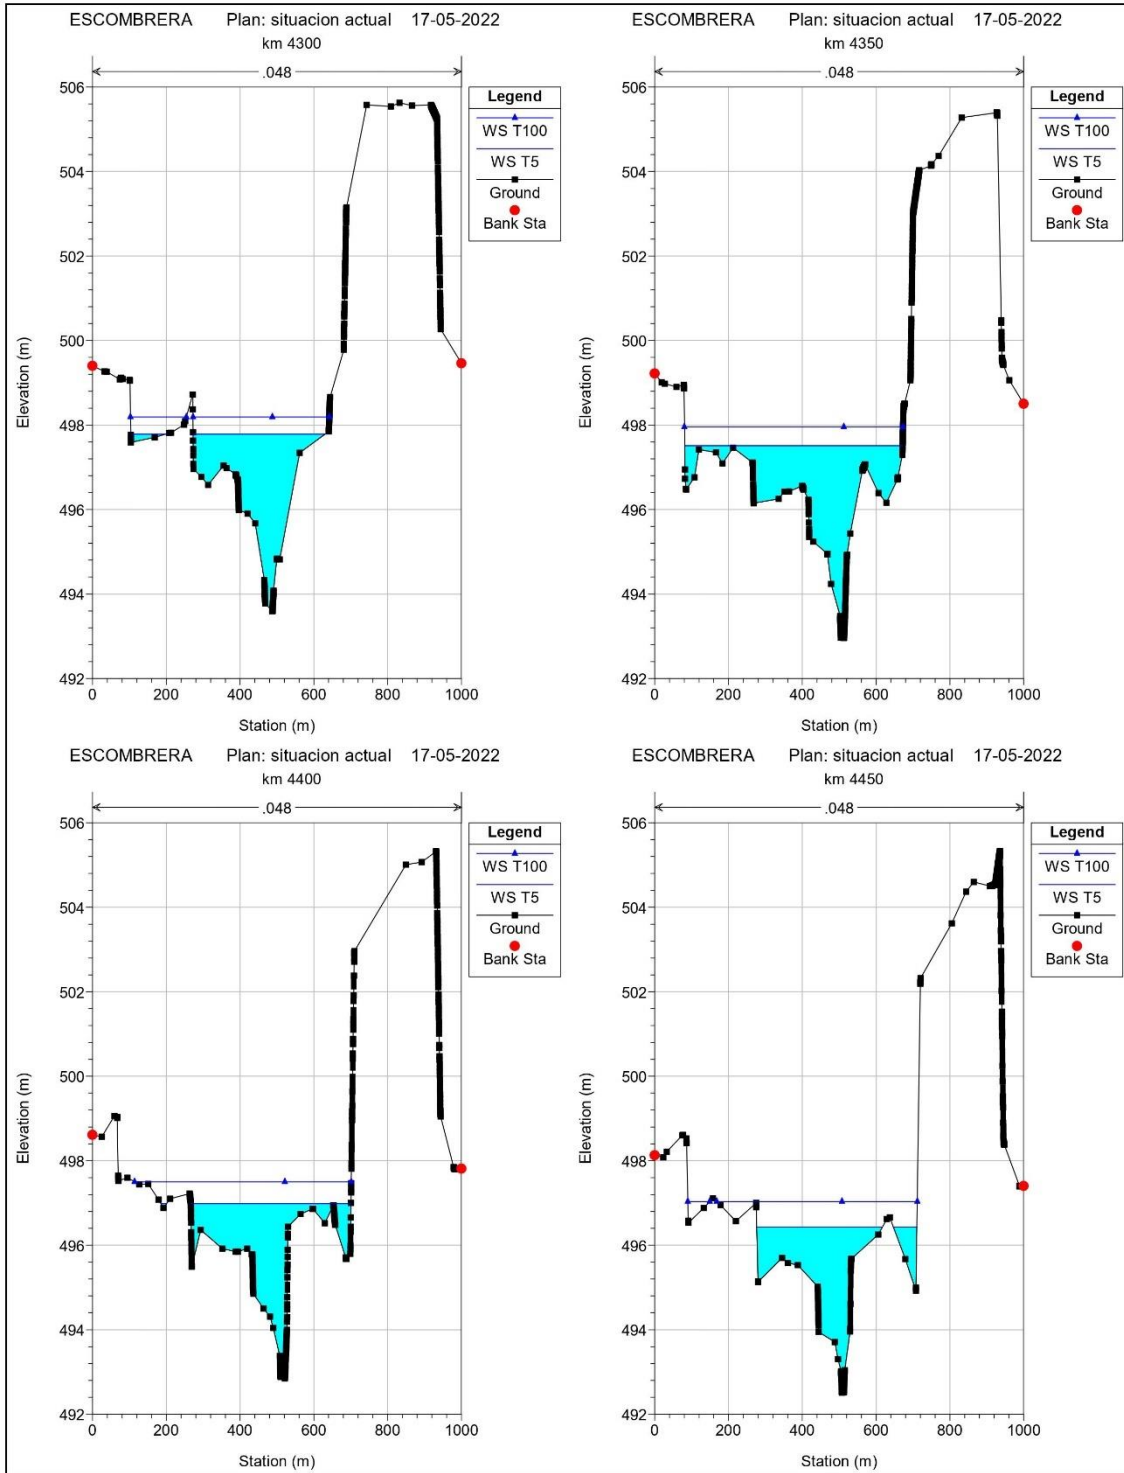 ESCOMBRERA Plan: situacion actual 17-05-2022
km 4300
.048
506
504
502
500
498
496
494
492
Elevation (m)
0 200 400 600 800 1000
Station (m)
Legend
WS T100
WS T5
Ground
Bank Sta
ESCOMBRERA Plan: situacion actual 17-05-2022
km 4350
.048
506
504
502
500
498
496
494
492
Elevation (m)
0 200 400 600 800 1000
Station (m)
Legend
WS T100
WS T5
Ground
Bank Sta
ESCOMBRERA Plan: situacion actual 17-05-2022
km 4400
.048
506
504
502
500
498
496
494
492
Elevation (m)
0 200 400 600 800 1000
Station (m)
Legend
WS T100
WS T5
Ground
Bank Sta
ESCOMBRERA Plan: situacion actual 17-05-2022
km 4450
.048
506
504
502
500
498
496
494
492
Elevation (m)
0 200 400 600 800 1000
Station (m)
Legend
WS T100
WS T5
Ground
Bank Sta